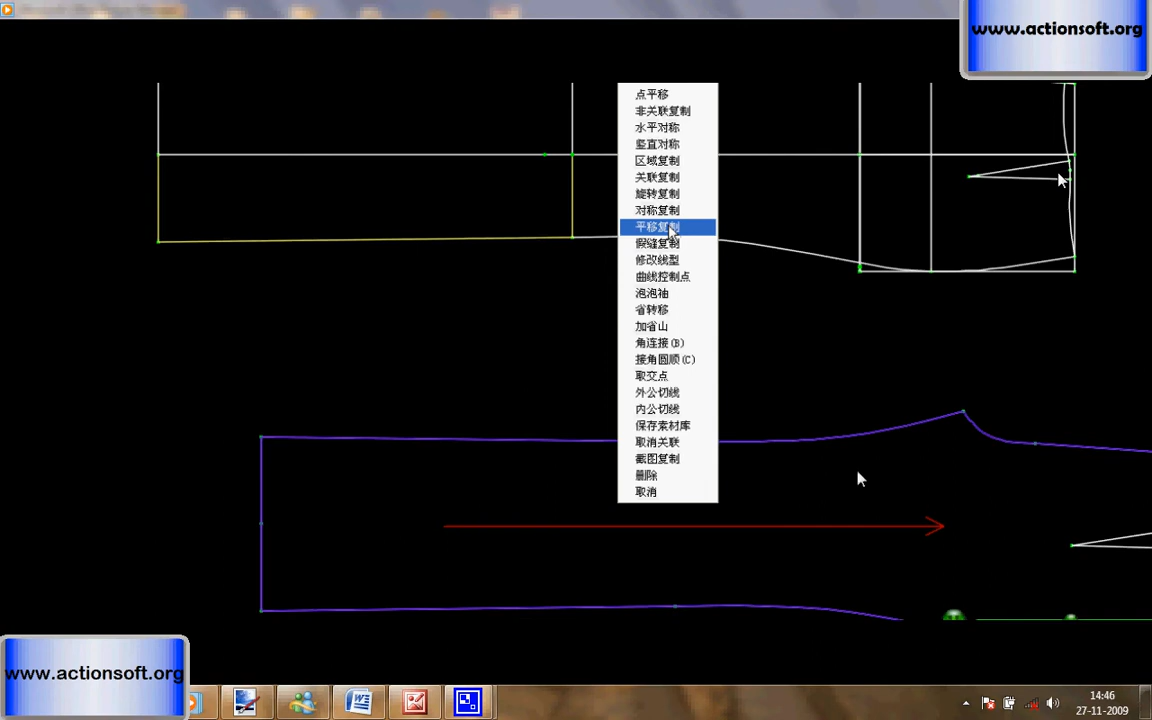 www.actionsoft.org
点平移
非关联复制
水平对称
竖直对称
区域复制
关联复制
旋转复制
对称复制
平移复制
假缝复制
修改线型
曲线控制点
泡泡袖
省转移
加省山
角连接(B)
接角圆顺(C)
取交点
外公切线
内公切线
保存素材库
取消关联
截图复制
删除
取消
www.actionsoft.org
14:46
27-11-2009